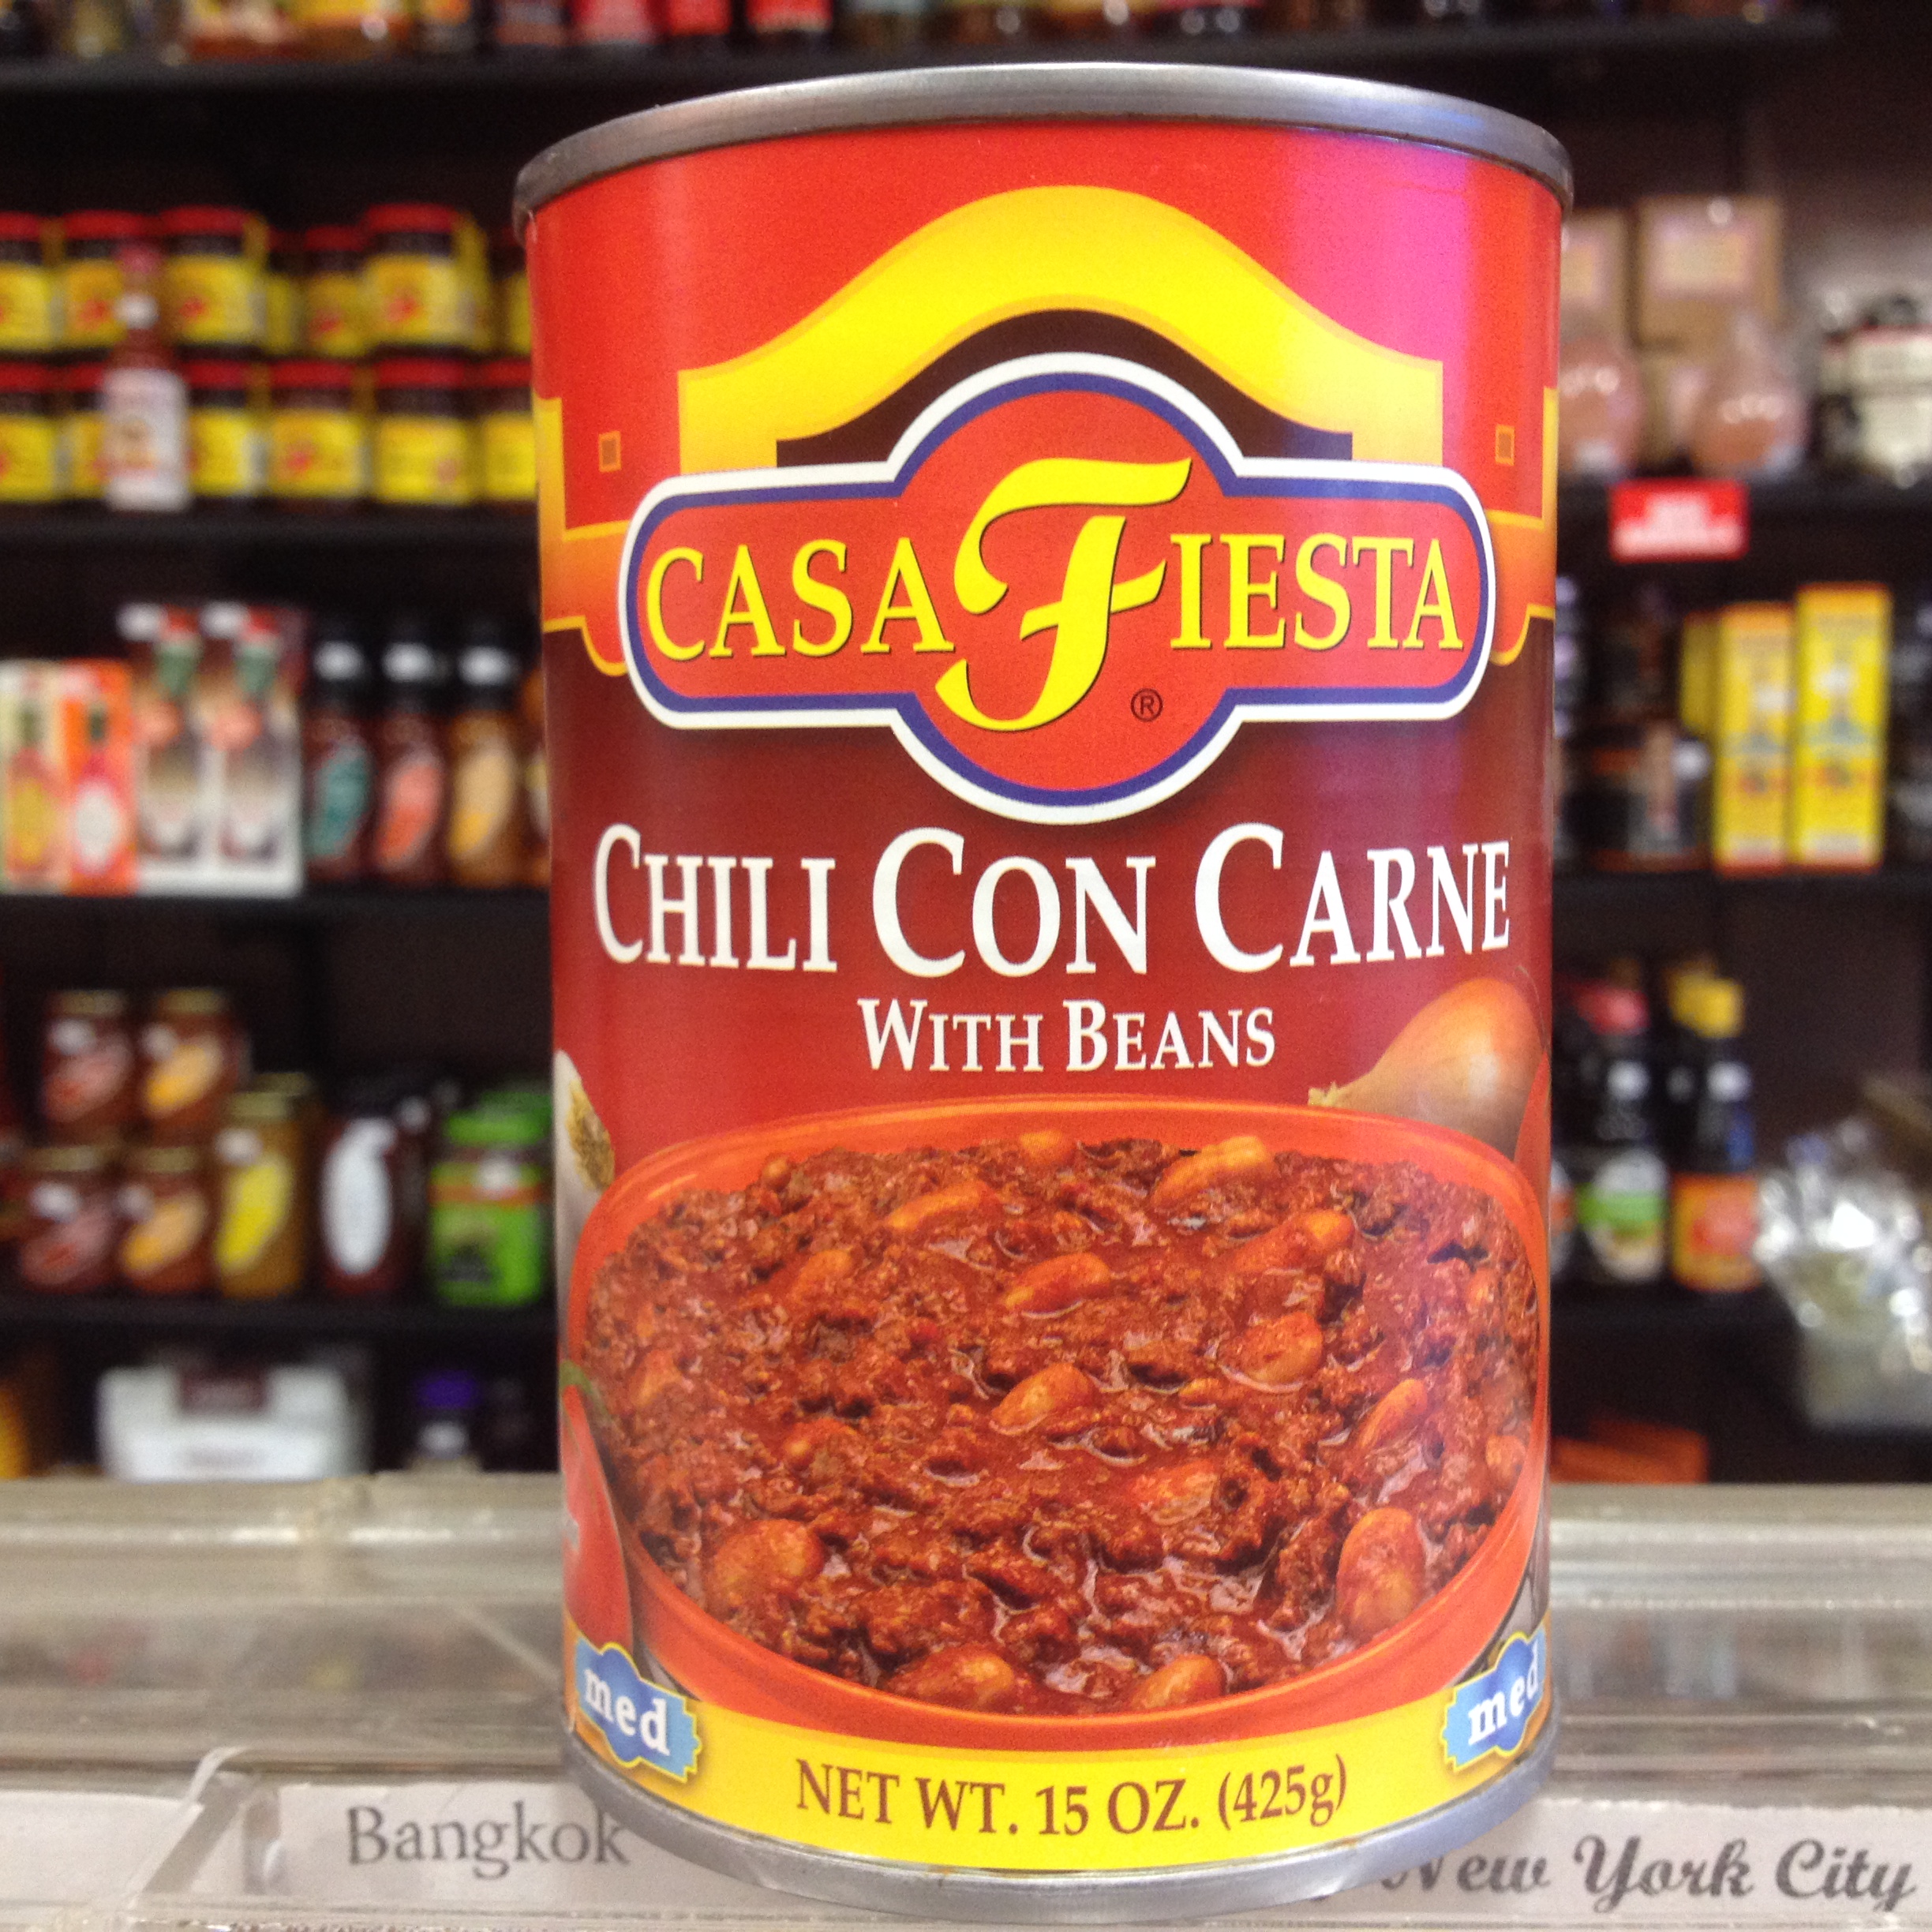 CASA FIESTA ®
CHILI CON CARNE
WITH BEANS
med
med
NET WT. 15 OZ. (425g)
Bangkok
New York City